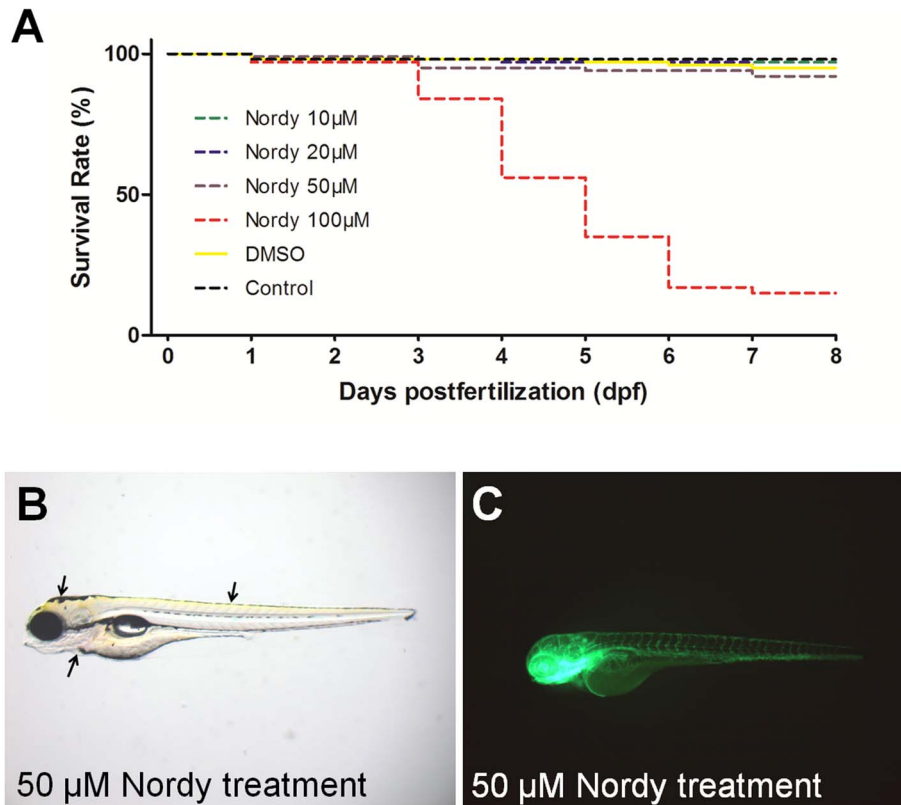 A
100
50
0
Survival Rate (%)
Nordy 10µM
Nordy 20µM
Nordy 50µM
Nordy 100µM
DMSO
Control
0 1 2 3 4 5 6 7 8
Days postfertilization (dpf)
B
50 µM Nordy treatment
C
50 µM Nordy treatment